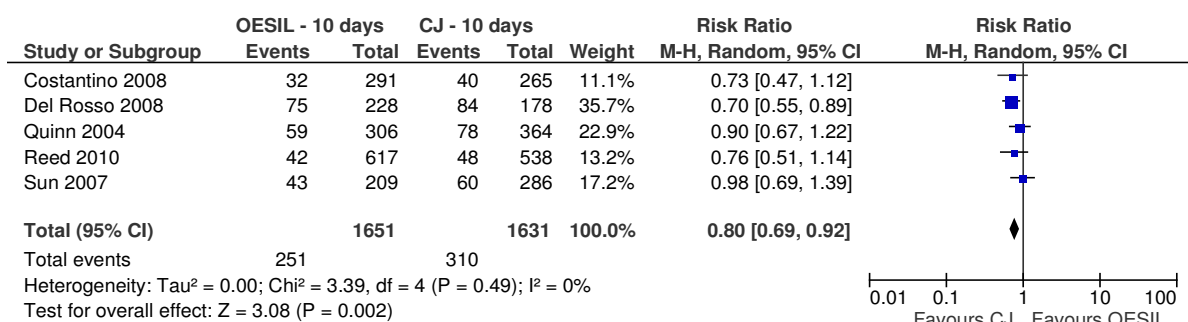 OESIL - 10 days CJ - 10 days Risk Ratio Risk Ratio
Study or Subgroup Events Total Events Total Weight M-H, Random, 95% CI M-H, Random, 95% CI
Costantino 2008 32 291 40 265 11.1% 0.73 [0.47, 1.12]
Del Rosso 2008 75 228 84 178 35.7% 0.70 [0.55, 0.89]
Quinn 2004 59 306 78 364 22.9% 0.90 [0.67, 1.22]
Reed 2010 42 617 48 538 13.2% 0.76 [0.51, 1.14]
Sun 2007 43 209 60 286 17.2% 0.98 [0.69, 1.39]
Total (95% CI) 1651 1631 100.0% 0.80 [0.69, 0.92]
Total events 251 310
Heterogeneity: Tau² = 0.00; Chi² = 3.39, df = 4 (P = 0.49); I² = 0%
Test for overall effect: Z = 3.08 (P = 0.002)
0.01 0.1 1 10 100
Favours CJ Favours OESIL